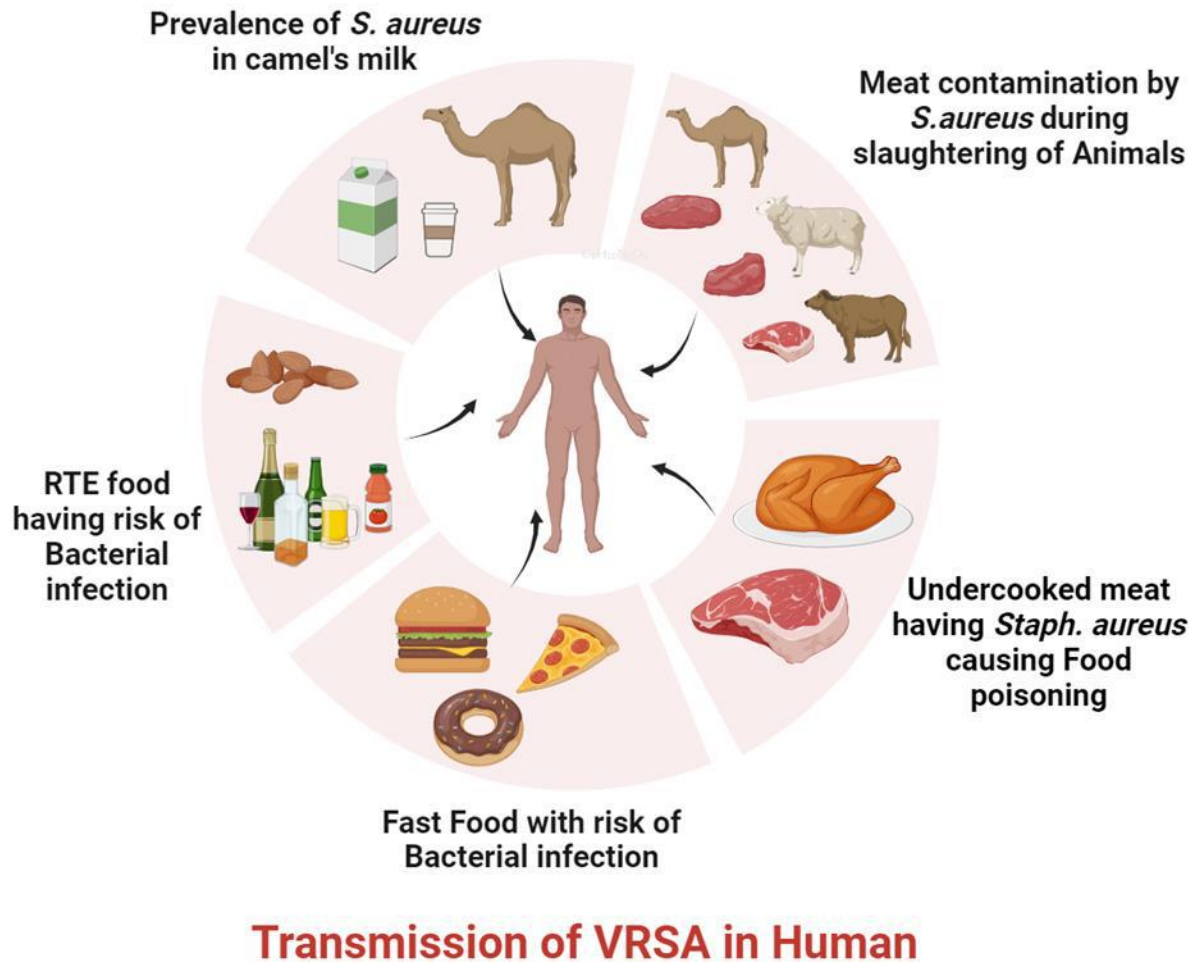 Prevalence of S. aureus
in camel's milk
Meat contamination by
S.aureus during
slaughtering of Animals
RTE food
having risk of
Bacterial
infection
Undercooked meat
having Staph. aureus
causing Food
poisoning
Fast Food with risk of
Bacterial infection
Transmission of VRSA in Human